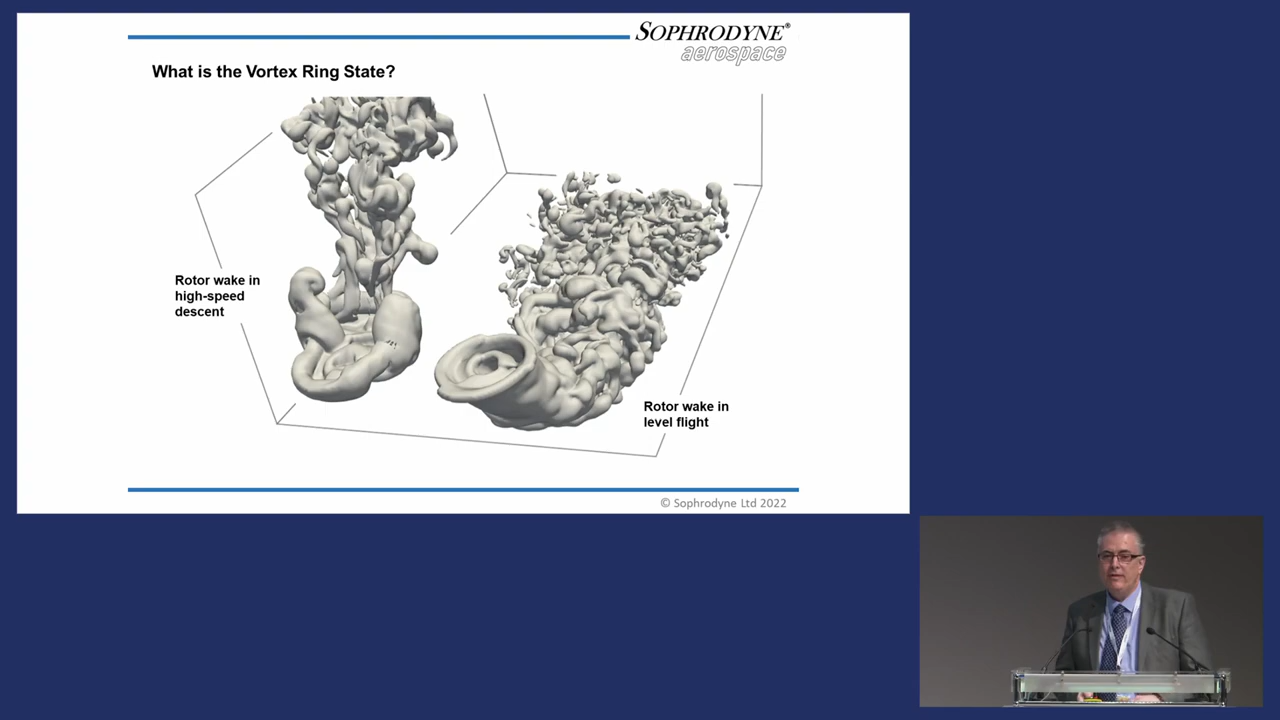 SOPHRODYNE®
aerospace
What is the Vortex Ring State?
Rotor wake in
high-speed
descent
Rotor wake in
level flight
© Sophrodyne Ltd 2022